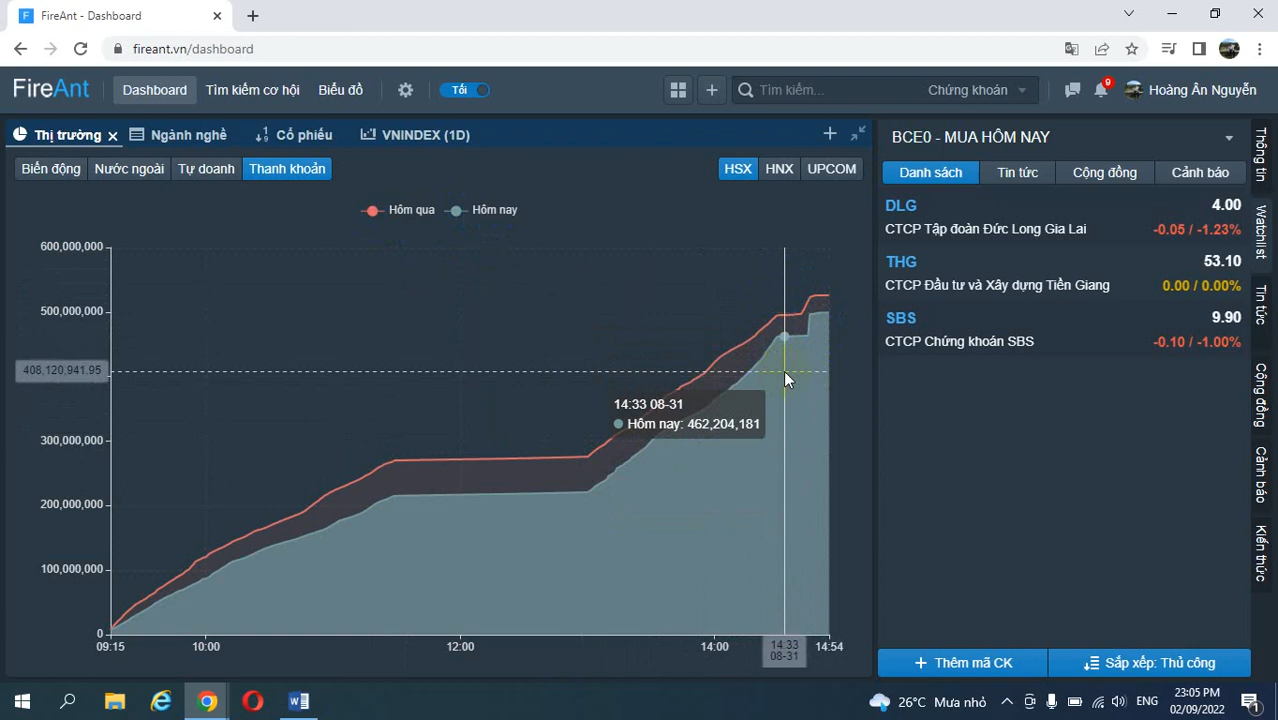 FireAnt - Dashboard
fireant.vn/dashboard
FireAnt
Dashboard
Tìm kiếm cơ hội
Biểu đồ
Tối
Tìm kiếm...
Chứng khoán
9
Hoàng Ân Nguyễn
Thị trường
Ngành nghề
Cổ phiếu
VNINDEX (1D)
Biến động
Nước ngoài
Tự doanh
Thanh khoản
HSX
HNX
UPCOM
Hôm qua
Hôm nay
600,000,000
500,000,000
408,120,941.95
300,000,000
200,000,000
100,000,000
0
14:33 08-31
Hôm nay: 462,204,181
09:15
10:00
12:00
14:00
14:33
08-31
14:54
BCE0 - MUA HÔM NAY
Danh sách
Tin tức
Cộng đồng
Cảnh báo
DLG 4.00
CTCP Tập đoàn Đức Long Gia Lai -0.05 / -1.23%
THG 53.10
CTCP Đầu tư và Xây dựng Tiền Giang 0.00 / 0.00%
SBS 9.90
CTCP Chứng khoán SBS -0.10 / -1.00%
Thêm mã CK
Sắp xếp: Thủ công
Thông tin
Watchlist
Tin tức
Cộng đồng
Cảnh báo
Kiến thức
26°C Mưa nhỏ
ENG
23:05 PM
02/09/2022
1